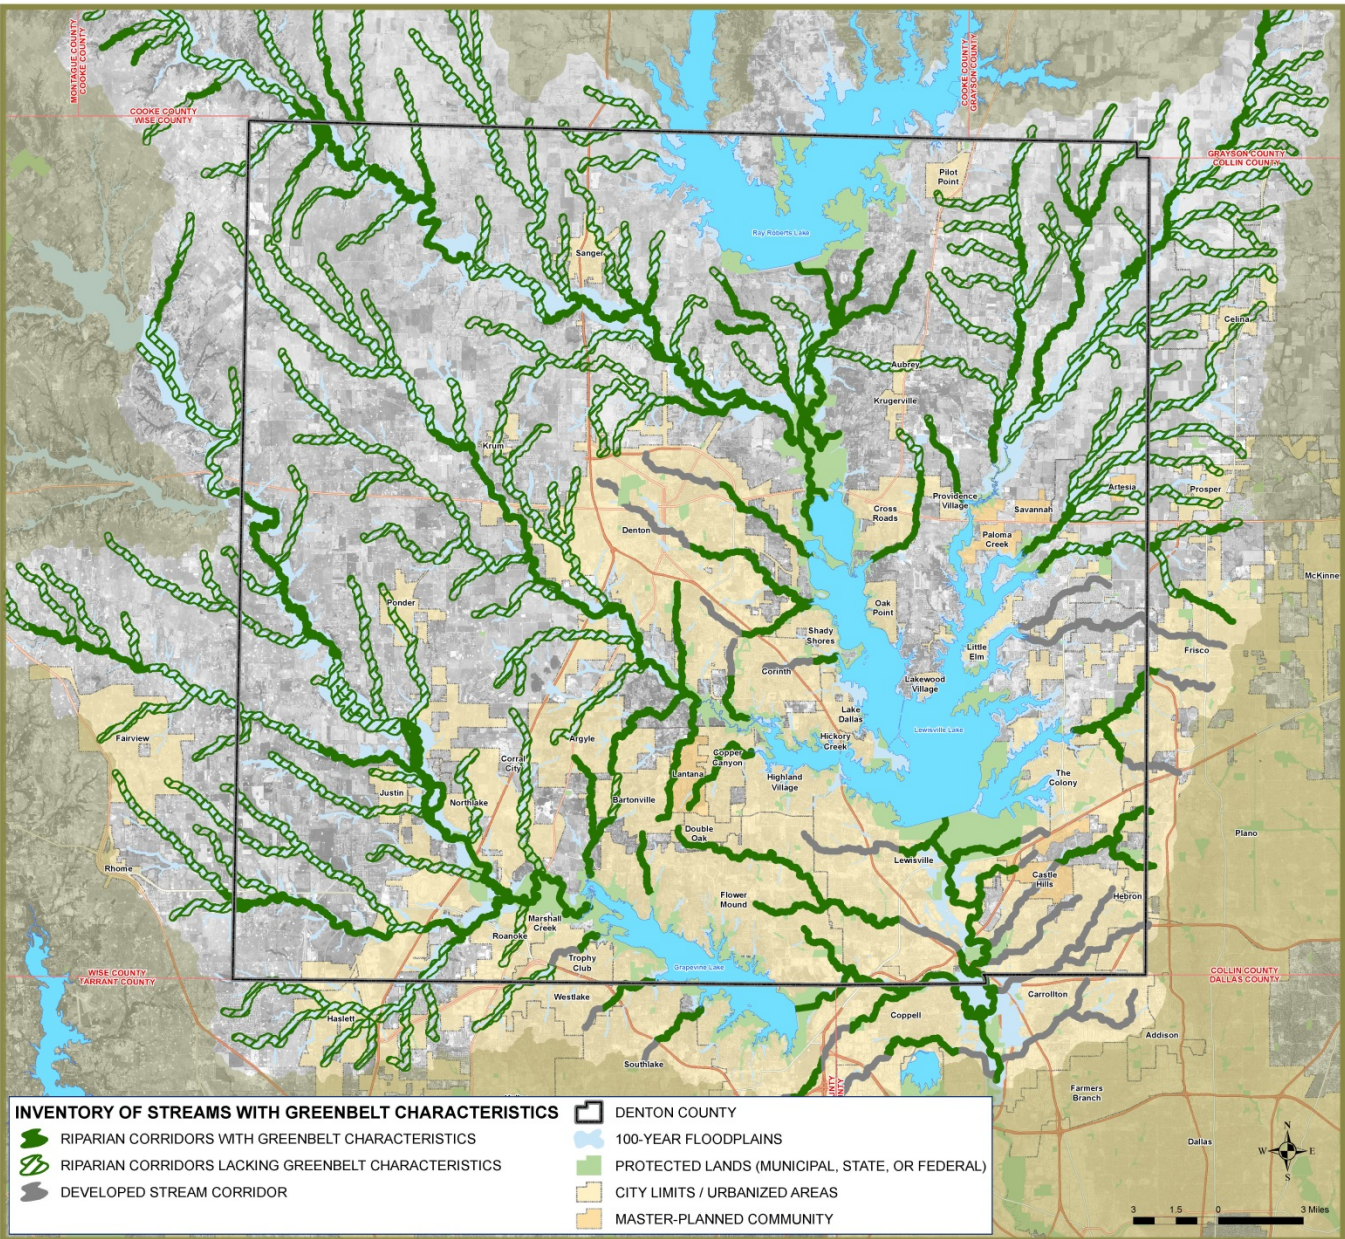 MONTAGUE COUNTY
COOKE COUNTY
COOKE COUNTY
GRAYSON COUNTY
COOKE COUNTY
WISE COUNTY
GRAYSON COUNTY
COLLIN COUNTY
Pilot
Point
Ray Roberts Lake
Sanger
Celina
Aubrey
Krugerville
Krum
Artesia
Prosper
Providence
Village
Savannah
Cross
Roads
Denton
Paloma
Creek
McKinne
Ponder
Oak
Point
Shady
Shores
Little
Elm
Frisco
Corinth
Lakewood
Village
Lake
Dallas
Lewisville Lake
Fairview
Argyle
Hickory
Creek
Copper
Canyon
Corral
City
Lantana
Highland
Village
The
Colony
Justin
Northlake
Bartonville
Double
Oak
Plano
Lewisville
Rhome
Castle
Hills
Flower
Mound
Hebron
Marshall
Creek
Roanoke
Trophy
Club
Grapevine Lake
WISE COUNTY
TARRANT COUNTY
COLLIN COUNTY
DALLAS COUNTY
Westlake
Carrollton
Haslett
Coppell
Addison
Southlake
Farmers
Branch
Dallas
INVENTORY OF STREAMS WITH GREENBELT CHARACTERISTICS
RIPARIAN CORRIDORS WITH GREENBELT CHARACTERISTICS
RIPARIAN CORRIDORS LACKING GREENBELT CHARACTERISTICS
DEVELOPED STREAM CORRIDOR
DENTON COUNTY
100-YEAR FLOODPLAINS
PROTECTED LANDS (MUNICIPAL, STATE, OR FEDERAL)
CITY LIMITS / URBANIZED AREAS
MASTER-PLANNED COMMUNITY
N
W E
S
3 1.5 0 3 Miles